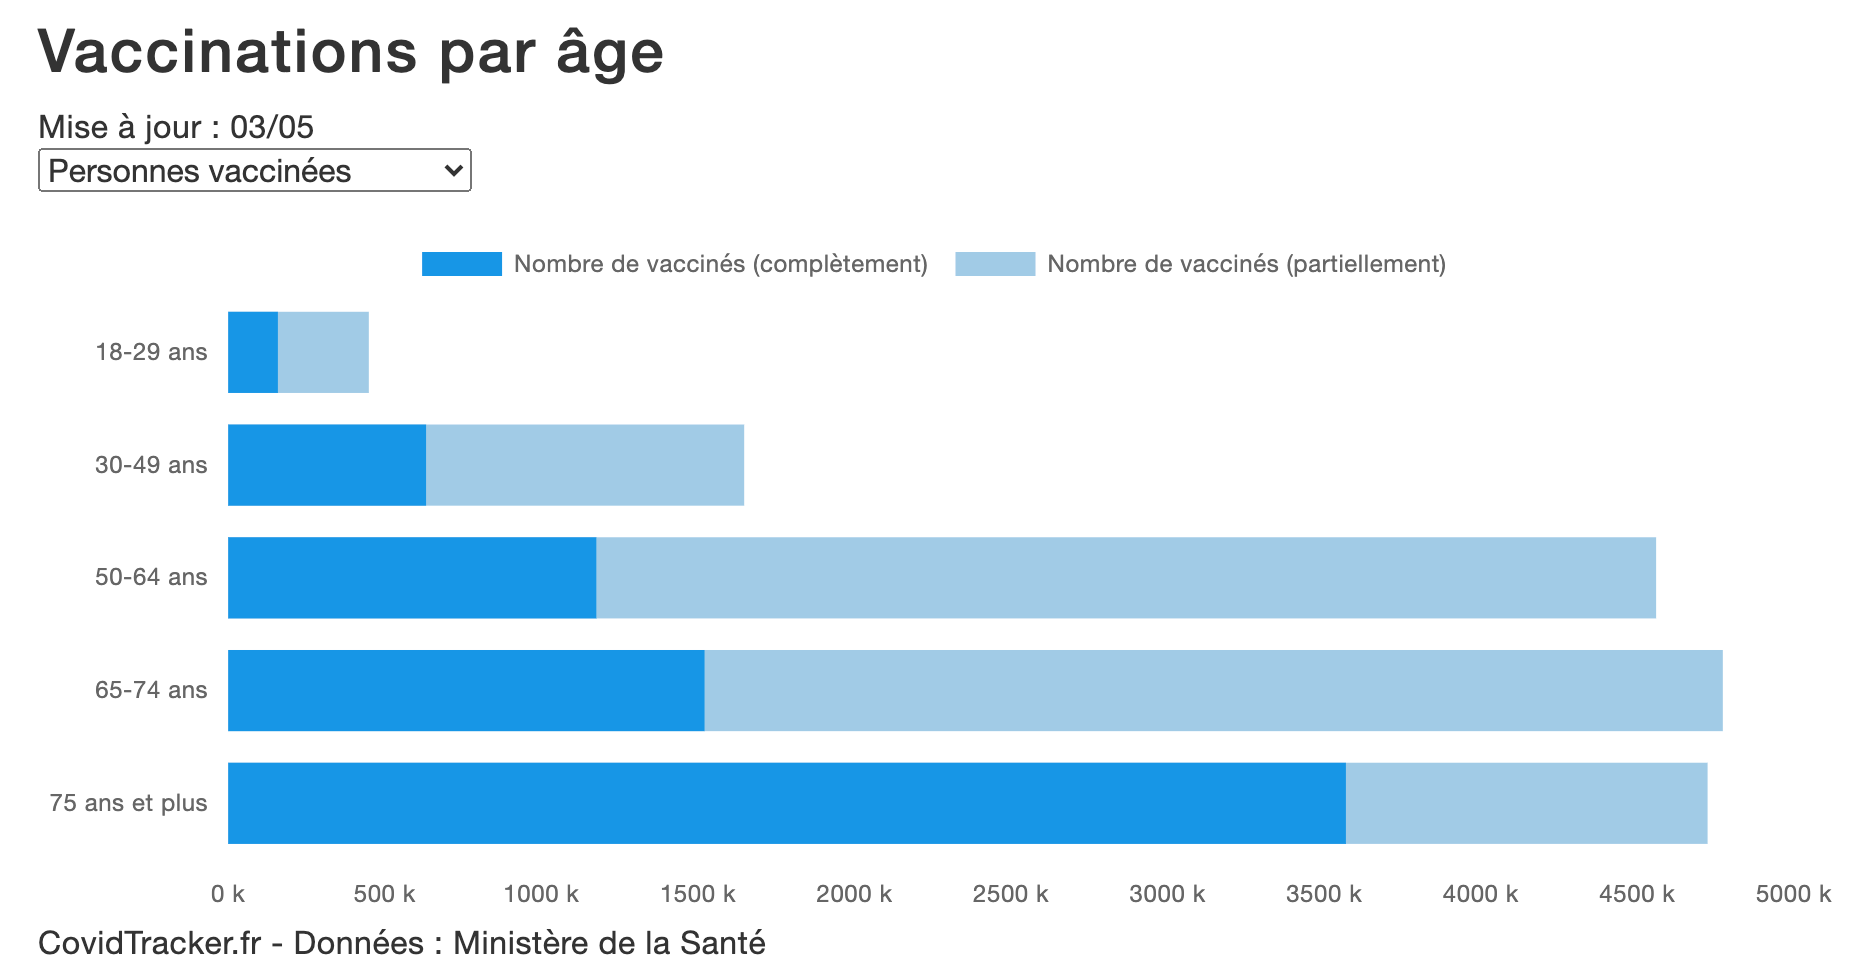 Vaccinations par âge
Mise à jour : 03/05
Personnes vaccinées
Nombre de vaccinés (complètement) Nombre de vaccinés (partiellement)
18-29 ans
30-49 ans
50-64 ans
65-74 ans
75 ans et plus
0 k 500 k 1000 k 1500 k 2000 k 2500 k 3000 k 3500 k 4000 k 4500 k 5000 k
CovidTracker.fr - Données : Ministère de la Santé